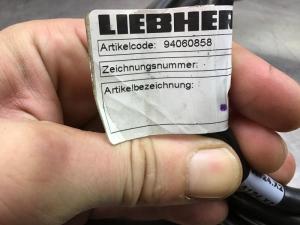 LIEBHER
Artikelcode: 94060858
Zeichnungsnummer:
Artikelbezeichnung: